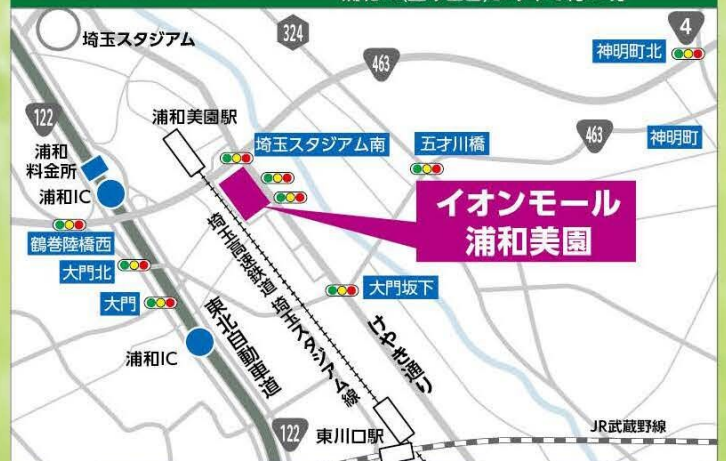 埼玉スタジアム
324
4
神明町北
463
浦和美園駅
122
埼玉スタジアム南
五才川橋
463
神明町
浦和
料金所
浦和IC
イオンモール
浦和美園
鶴巻陸橋西
大門北
大門
大門坂下
埼玉高速鉄道 埼玉スタジアム線
東北自動車道
けやき通り
浦和IC
122
東川口駅
JR武蔵野線